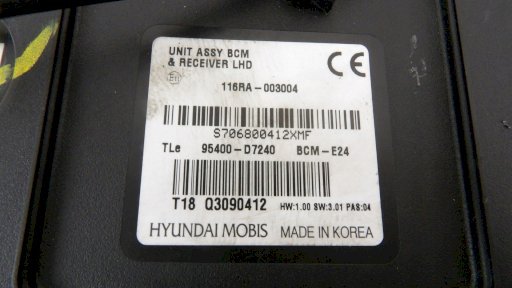 UNIT ASSY BCM
& RECEIVER LHD
CE
116RA-003004
S706800412XMF
TLe 95400-D7240 BCM-E24
T18 Q3090412 HW:1.00 SW:3.01 PAS:04
HYUNDAI MOBIS MADE IN KOREA